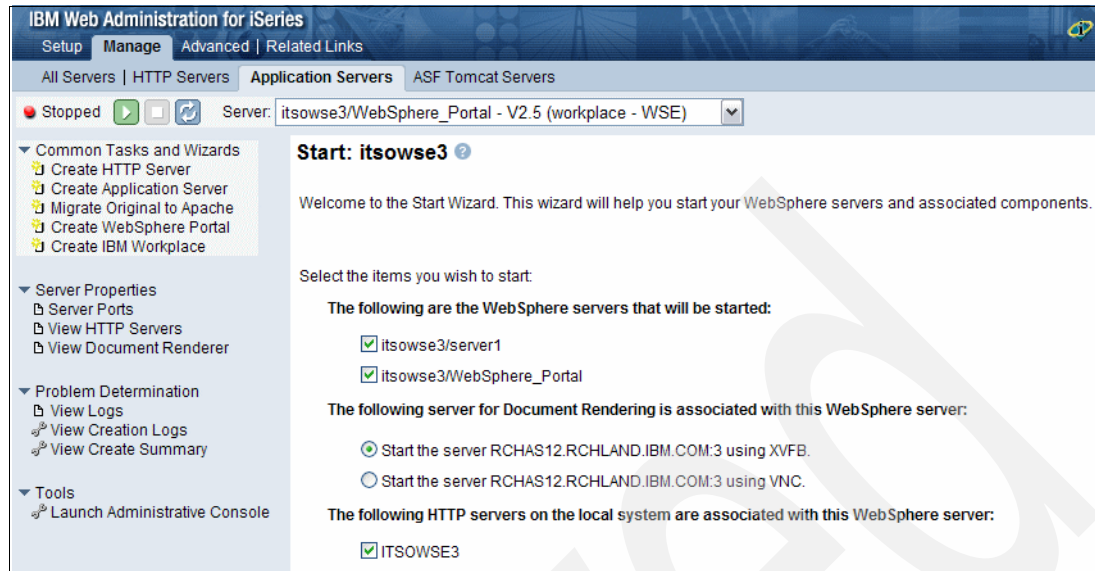 IBM Web Administration for iSeries
Setup Manage Advanced | Related Links
All Servers | HTTP Servers Application Servers ASF Tomcat Servers
Stopped Server: itsowse3/WebSphere_Portal - V2.5 (workplace - WSE)
Common Tasks and Wizards
Create HTTP Server
Create Application Server
Migrate Original to Apache
Create WebSphere Portal
Create IBM Workplace
Server Properties
Server Ports
View HTTP Servers
View Document Renderer
Problem Determination
View Logs
View Creation Logs
View Create Summary
Tools
Launch Administrative Console
Start: itsowse3
Welcome to the Start Wizard. This wizard will help you start your WebSphere servers and associated components.
Select the items you wish to start:
The following are the WebSphere servers that will be started:
itsowse3/server1
itsowse3/WebSphere_Portal
The following server for Document Rendering is associated with this WebSphere server:
Start the server RCHAS12.RCHLAND.IBM.COM:3 using XVFB.
Start the server RCHAS12.RCHLAND.IBM.COM:3 using VNC.
The following HTTP servers on the local system are associated with this WebSphere server:
ITSOWSE3